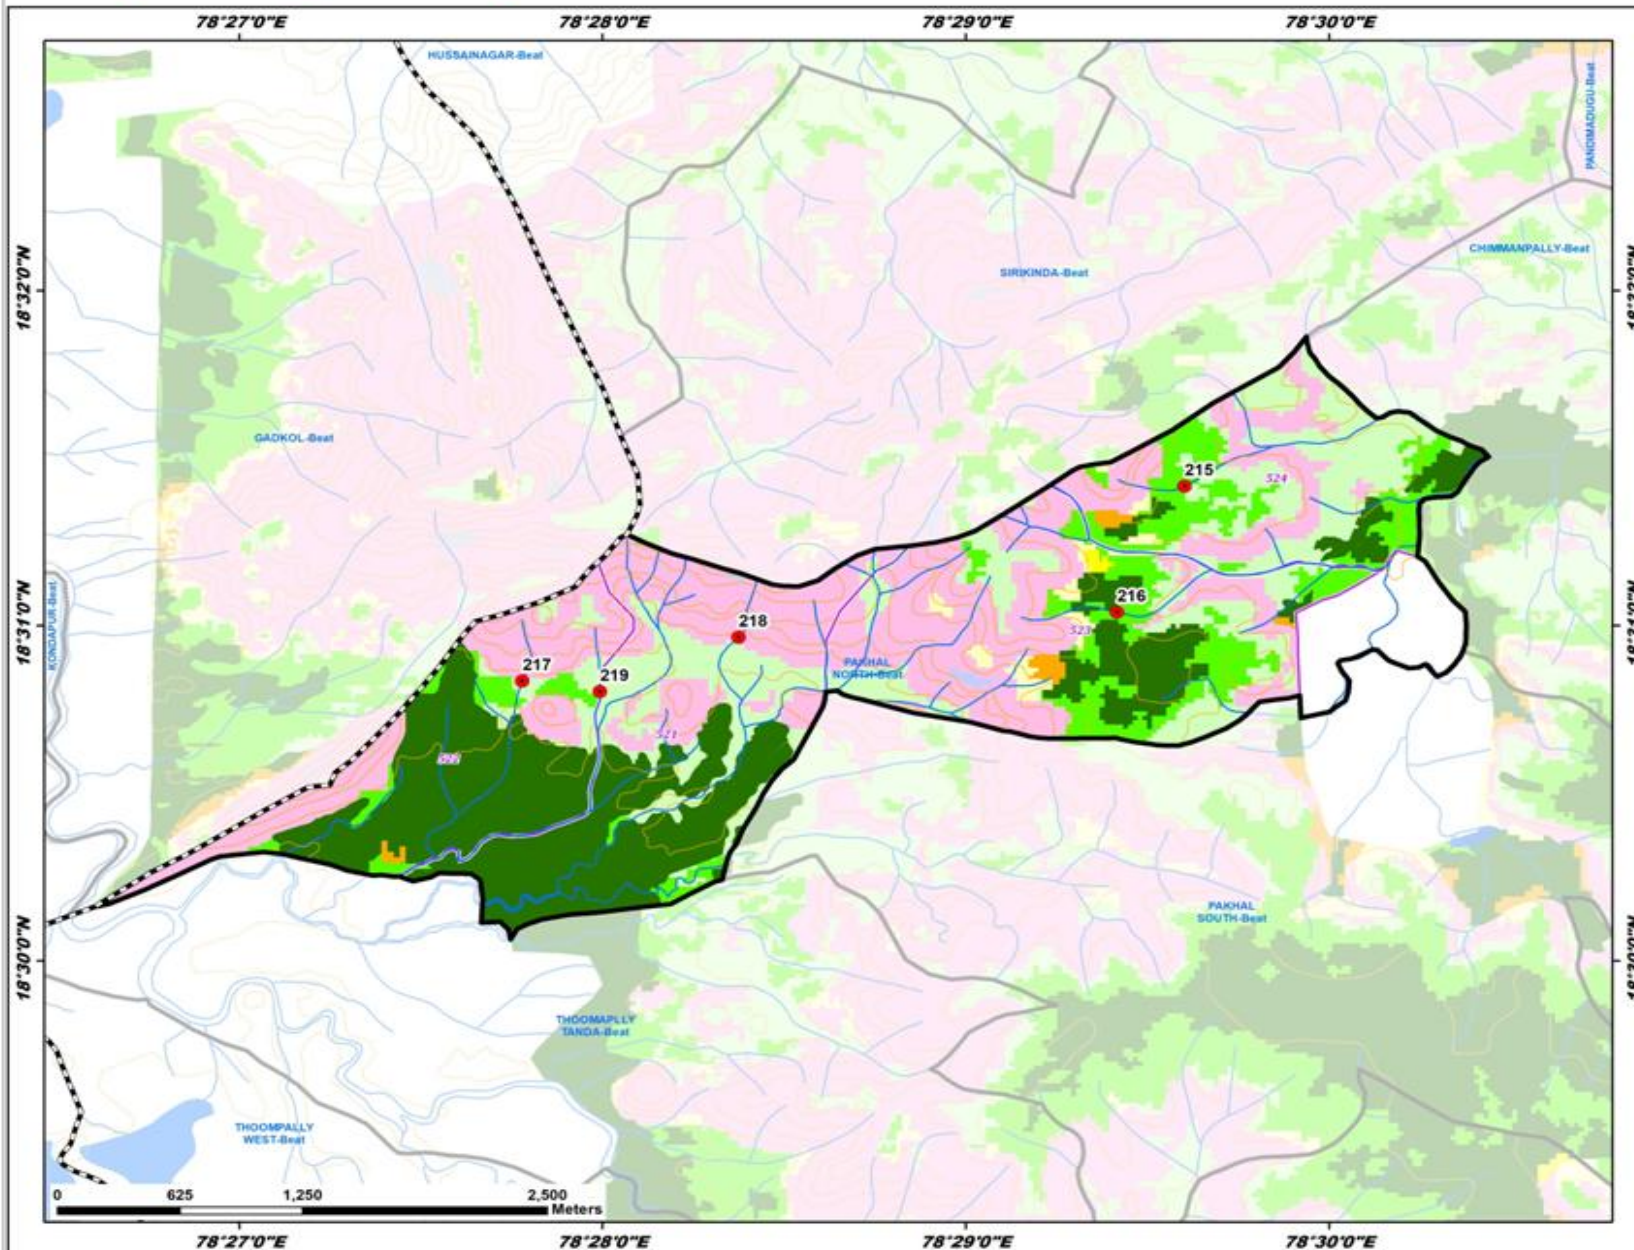 78°27'0"E 78°28'0"E 78°29'0"E 78°30'0"E
HUSSAINAGAR-Beat
PANDIMADUGU-Beat
CHIMMANPALLY-Beat
SIRIKINDA-Beat
18°32'0"N
GADKOL-Beat
215
524
216
523
KONDAPUR-Beat
18°31'0"N
218
217
219
PAKHAL
NORTH-Beat
521
522
PAKHAL
SOUTH-Beat
18°30'0"N
THOOMAPLLY
TANDA-Beat
THOOMPALLY
WEST-Beat
0 625 1,250 2,500
Meters
78°27'0"E 78°28'0"E 78°29'0"E 78°30'0"E